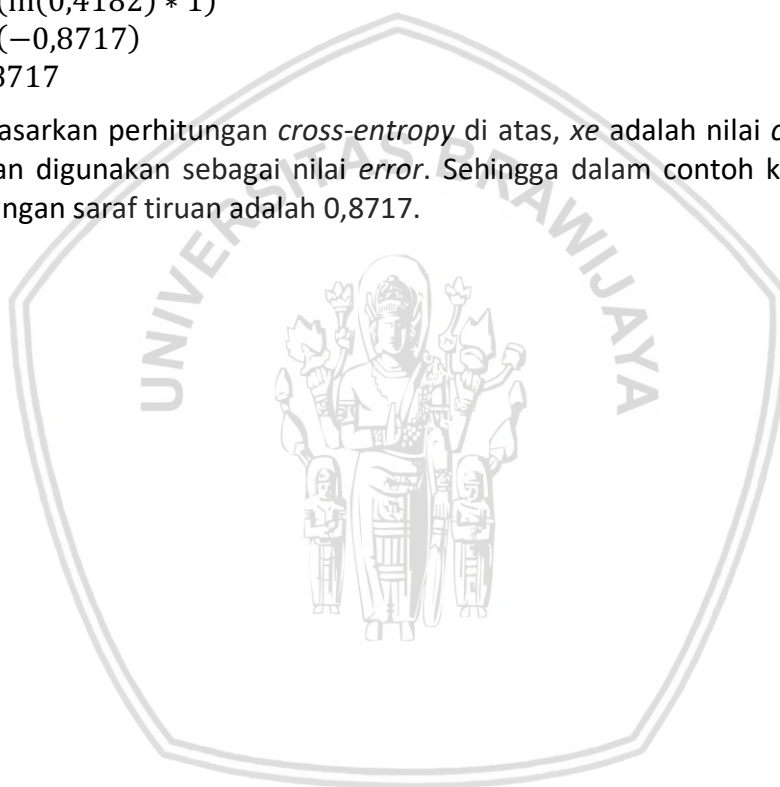 (ln(0,4182) ∗ 1)
(−0,8717)
8717
asarkan perhitungan cross-entropy di atas, xe adalah nilai
an digunakan sebagai nilai error. Sehingga dalam contoh k
ngan saraf tiruan adalah 0,8717.
UNIVERSITAS BRAWIJAYA